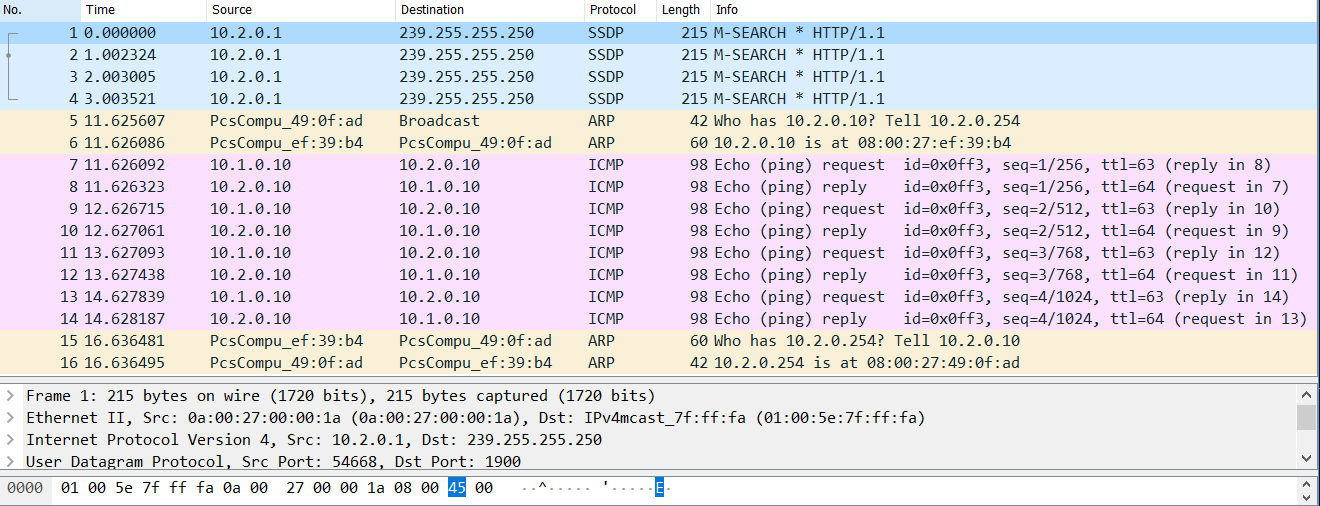 No. Time Source Destination Protocol Length Info
1 0.000000 10.2.0.1 239.255.255.250 SSDP 215 M-SEARCH * HTTP/1.1
2 1.002324 10.2.0.1 239.255.255.250 SSDP 215 M-SEARCH * HTTP/1.1
3 2.003005 10.2.0.1 239.255.255.250 SSDP 215 M-SEARCH * HTTP/1.1
4 3.003521 10.2.0.1 239.255.255.250 SSDP 215 M-SEARCH * HTTP/1.1
5 11.625607 PcsCompu_49:0f:ad Broadcast ARP 42 Who has 10.2.0.10? Tell 10.2.0.254
6 11.626086 PcsCompu_ef:39:b4 PcsCompu_49:0f:ad ARP 60 10.2.0.10 is at 08:00:27:ef:39:b4
7 11.626092 10.1.0.10 10.2.0.10 ICMP 98 Echo (ping) request id=0x0ff3, seq=1/256, ttl=63 (reply in 8)
8 11.626323 10.2.0.10 10.1.0.10 ICMP 98 Echo (ping) reply id=0x0ff3, seq=1/256, ttl=64 (request in 7)
9 12.626715 10.1.0.10 10.2.0.10 ICMP 98 Echo (ping) request id=0x0ff3, seq=2/512, ttl=63 (reply in 10)
10 12.627061 10.2.0.10 10.1.0.10 ICMP 98 Echo (ping) reply id=0x0ff3, seq=2/512, ttl=64 (request in 9)
11 13.627093 10.1.0.10 10.2.0.10 ICMP 98 Echo (ping) request id=0x0ff3, seq=3/768, ttl=63 (reply in 12)
12 13.627438 10.2.0.10 10.1.0.10 ICMP 98 Echo (ping) reply id=0x0ff3, seq=3/768, ttl=64 (request in 11)
13 14.627839 10.1.0.10 10.2.0.10 ICMP 98 Echo (ping) request id=0x0ff3, seq=4/1024, ttl=63 (reply in 14)
14 14.628187 10.2.0.10 10.1.0.10 ICMP 98 Echo (ping) reply id=0x0ff3, seq=4/1024, ttl=64 (request in 13)
15 16.636481 PcsCompu_ef:39:b4 PcsCompu_49:0f:ad ARP 60 Who has 10.2.0.254? Tell 10.2.0.10
16 16.636495 PcsCompu_49:0f:ad PcsCompu_ef:39:b4 ARP 42 10.2.0.254 is at 08:00:27:49:0f:ad
Frame 1: 215 bytes on wire (1720 bits), 215 bytes captured (1720 bits)
Ethernet II, Src: 0a:00:27:00:00:1a (0a:00:27:00:00:1a), Dst: IPv4mcast_7f:ff:fa (01:00:5e:7f:ff:fa)
Internet Protocol Version 4, Src: 10.2.0.1, Dst: 239.255.255.250
User Datagram Protocol, Src Port: 54668, Dst Port: 1900
0000 01 00 5e 7f ff fa 0a 00 27 00 00 1a 08 00 45 00 ··^····· '·····E·